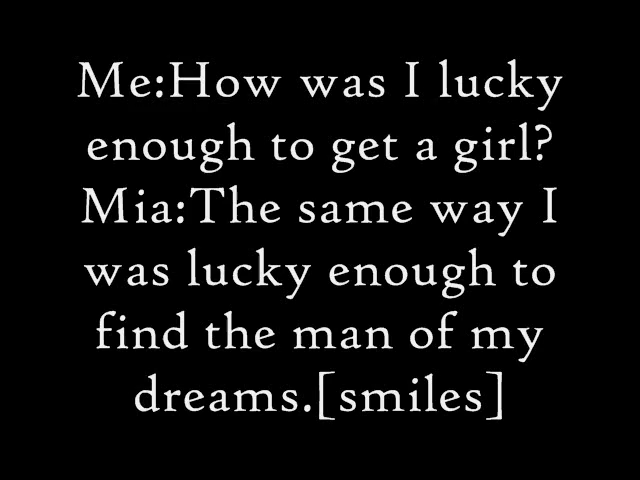 Me:How was I lucky
enough to get a girl?
Mia:The same way I
was lucky enough to
find the man of my
dreams.[smiles]